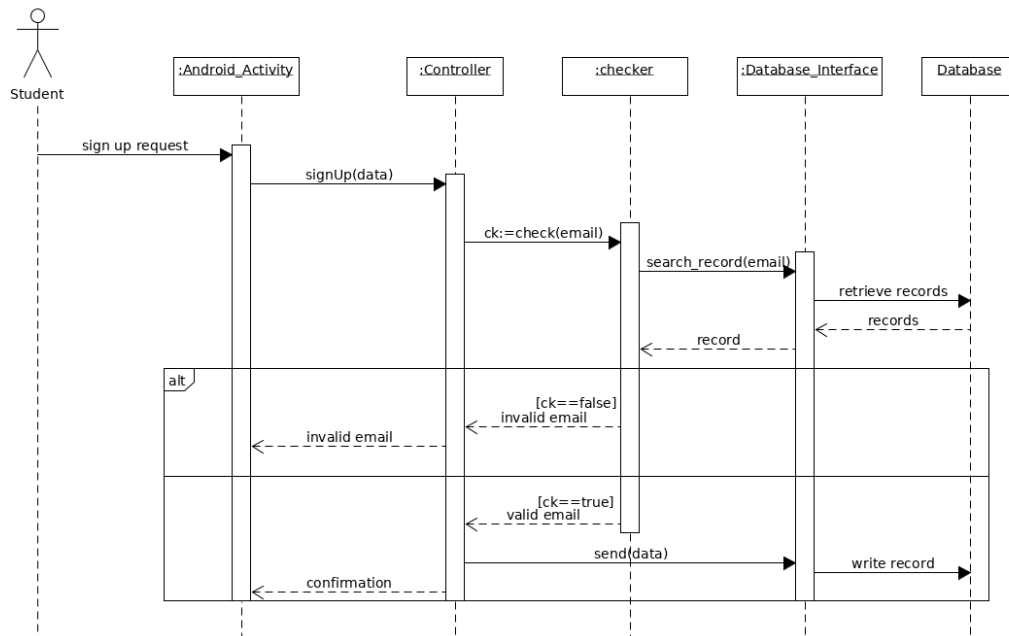 Student
:Android_Activity
:Controller
:checker
:Database_Interface
Database
sign up request
signUp(data)
ck:=check(email)
search_record(email)
retrieve records
records
record
alt
[ck==false]
invalid email
invalid email
[ck==true]
valid email
send(data)
write record
confirmation